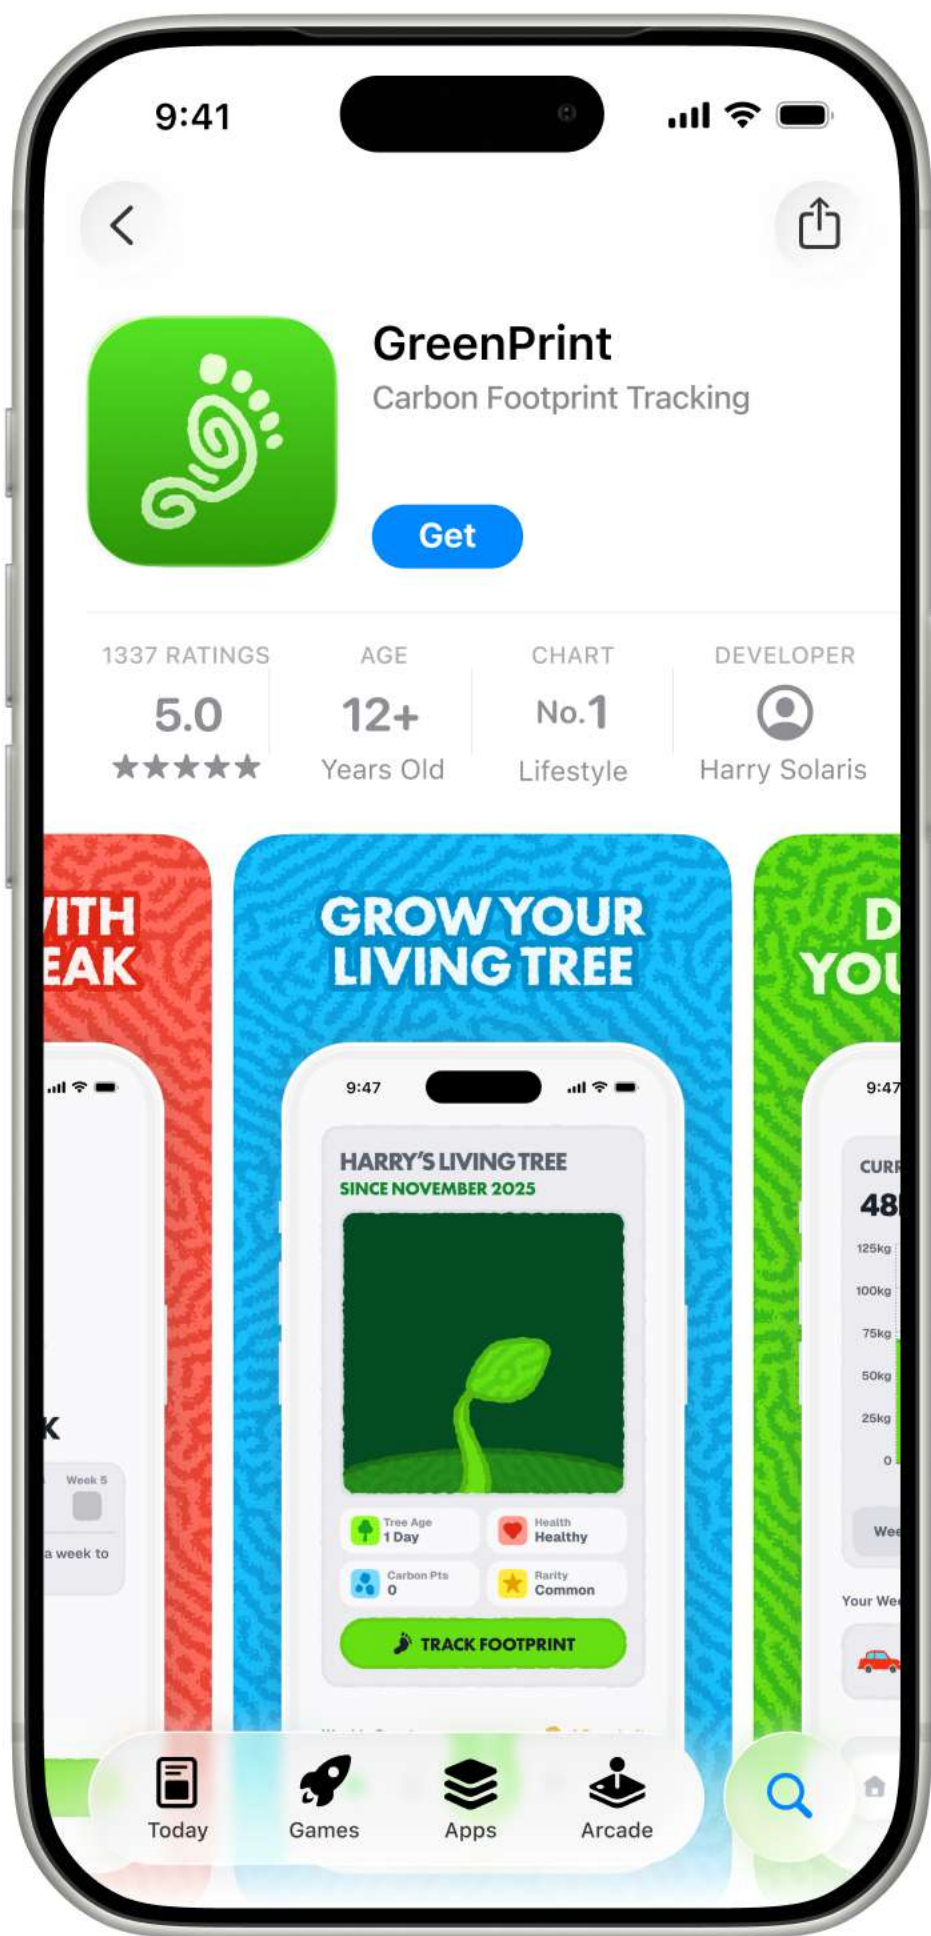 9:41
GreenPrint
Carbon Footprint Tracking
Get
1337 RATINGS
5.0
AGE
12+
Years Old
CHART
No.1
Lifestyle
DEVELOPER
Harry Solaris
GROW YOUR
LIVING TREE
9:47
HARRY'S LIVING TREE
SINCE NOVEMBER 2025
Tree Age
1 Day
Health
Healthy
Carbon Pts
0
Rarity
Common
TRACK FOOTPRINT
K
Week 5
a week to
9:47
48
125kg
100kg
75kg
50kg
25kg
0
Today
Games
Apps
Arcade